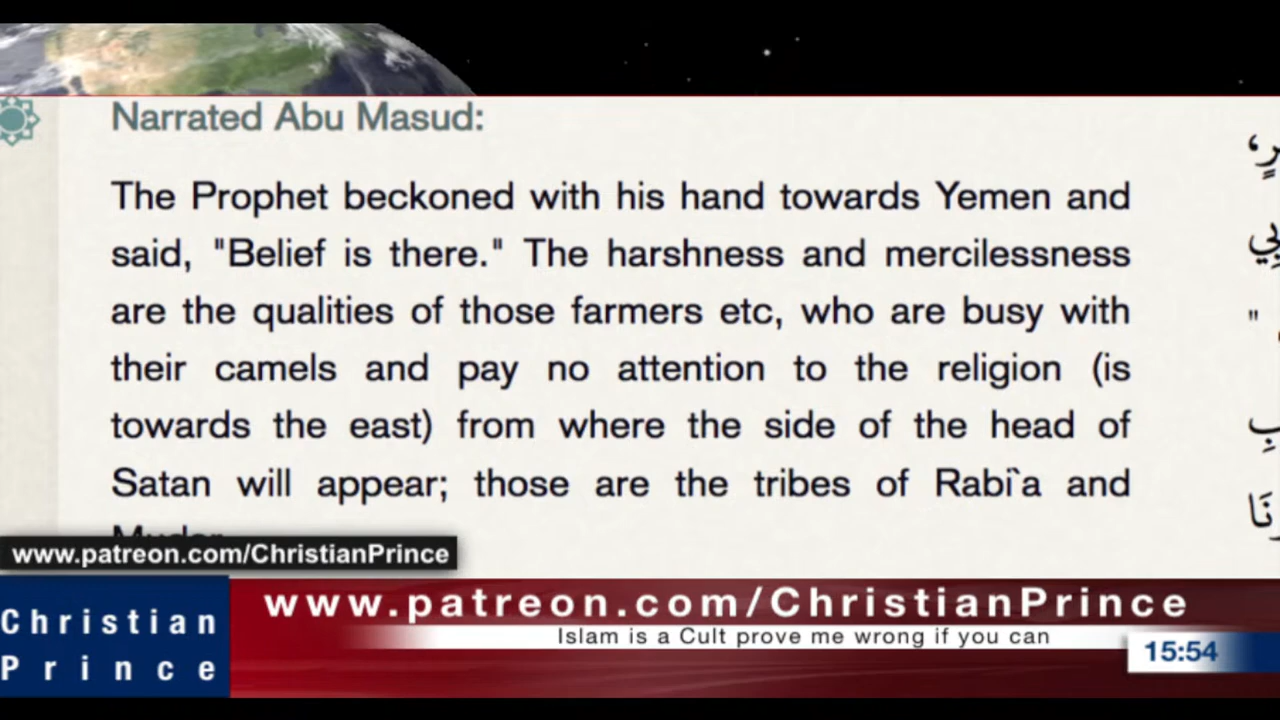 Narrated Abu Masud:
The Prophet beckoned with his hand towards Yemen and
said, "Belief is there." The harshness and mercilessness
are the qualities of those farmers etc, who are busy with
their camels and pay no attention to the religion (is
towards the east) from where the side of the head of
Satan will appear; those are the tribes of Rabi`a and
www.patreon.com/ChristianPrince
Christian
Prince
www.patreon.com/ChristianPrince
Islam is a Cult prove me wrong if you can
15:54